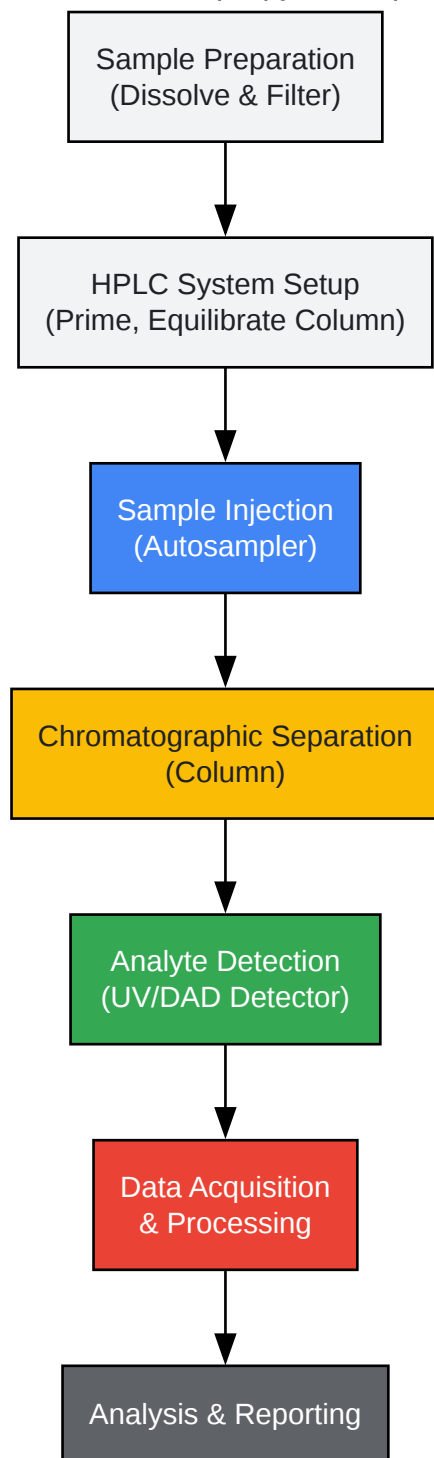 Sample Preparation
(Dissolve & Filter)
HPLC System Setup
(Prime, Equilibrate Column)
Sample Injection
(Autosampler)
Chromatographic Separation
(Column)
Analyte Detection
(UV/DAD Detector)
Data Acquisition
& Processing
Analysis & Reporting